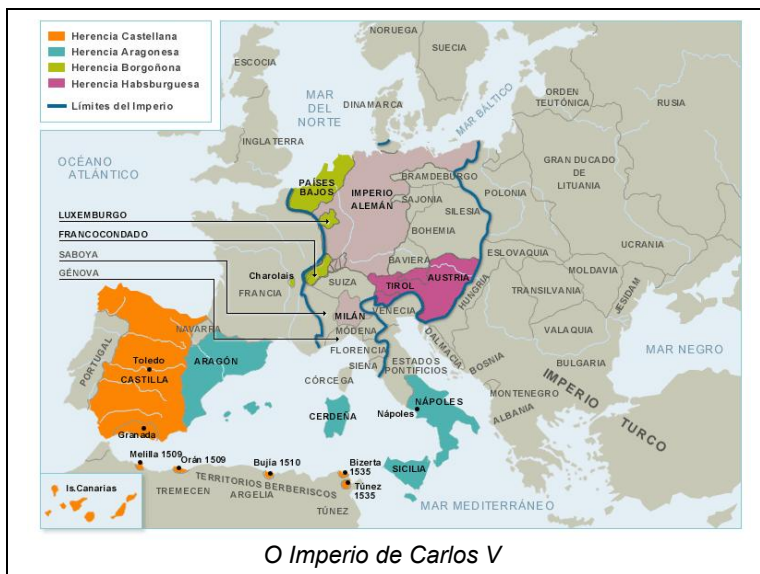 Herencia Castellana
Herencia Aragonesa
Herencia Borgoñona
Herencia Habsburguesa
Límites del Imperio
NORUEGA
SUECIA
ESCOCIA
MAR
DEL
NORTE
DINAMARCA
MAR BÁLTICO
ORDEN
TEUTÓNICA
RUSIA
INGLATERRA
OCÉANO
ATLÁNTICO
PAÍSES
BAJOS
IMPERIO
ALEMÁN
BRAMDEBURGO
SAJONIA
SILESIA
POLONIA
GRAN DUCADO
DE
LITUANIA
LUXEMBURGO
FRANCOCONDADO
SABOYA
GÉNOVA
BOHEMIA
UCRANIA
Charolais
FRANCIA
SUIZA
BAVIERA
TIROL
AUSTRIA
ESLOVAQUIA
HUNGRIA
MOLDAVIA
JESIDAM
TRANSILVANIA
MILÁN
VENECIA
MÓDENA
FLORENCIA
SIENA
DALMACIA
BOSNIA
VALAQUIA
BULGARIA
MAR NEGRO
NAVARRA
ARAGÓN
PORTUGAL
Toledo
CASTILLA
Granada
CÓRCEGA
ESTADOS
PONTIFICIOS
MONTENEGRO
ALBANIA
IMPERIO
TURCO
CERDEÑA
Nápoles
NÁPOLES
SICILIA
Melilla 1509
Orán 1509
Bujía 1510
Bizerta
1535
Túnez
1535
Is.Canarias
TREMECEN
TERRITORIOS BERBERISCOS
ARGELIA
TÚNEZ
MAR MEDITERRÁNEO
O Imperio de Carlos V